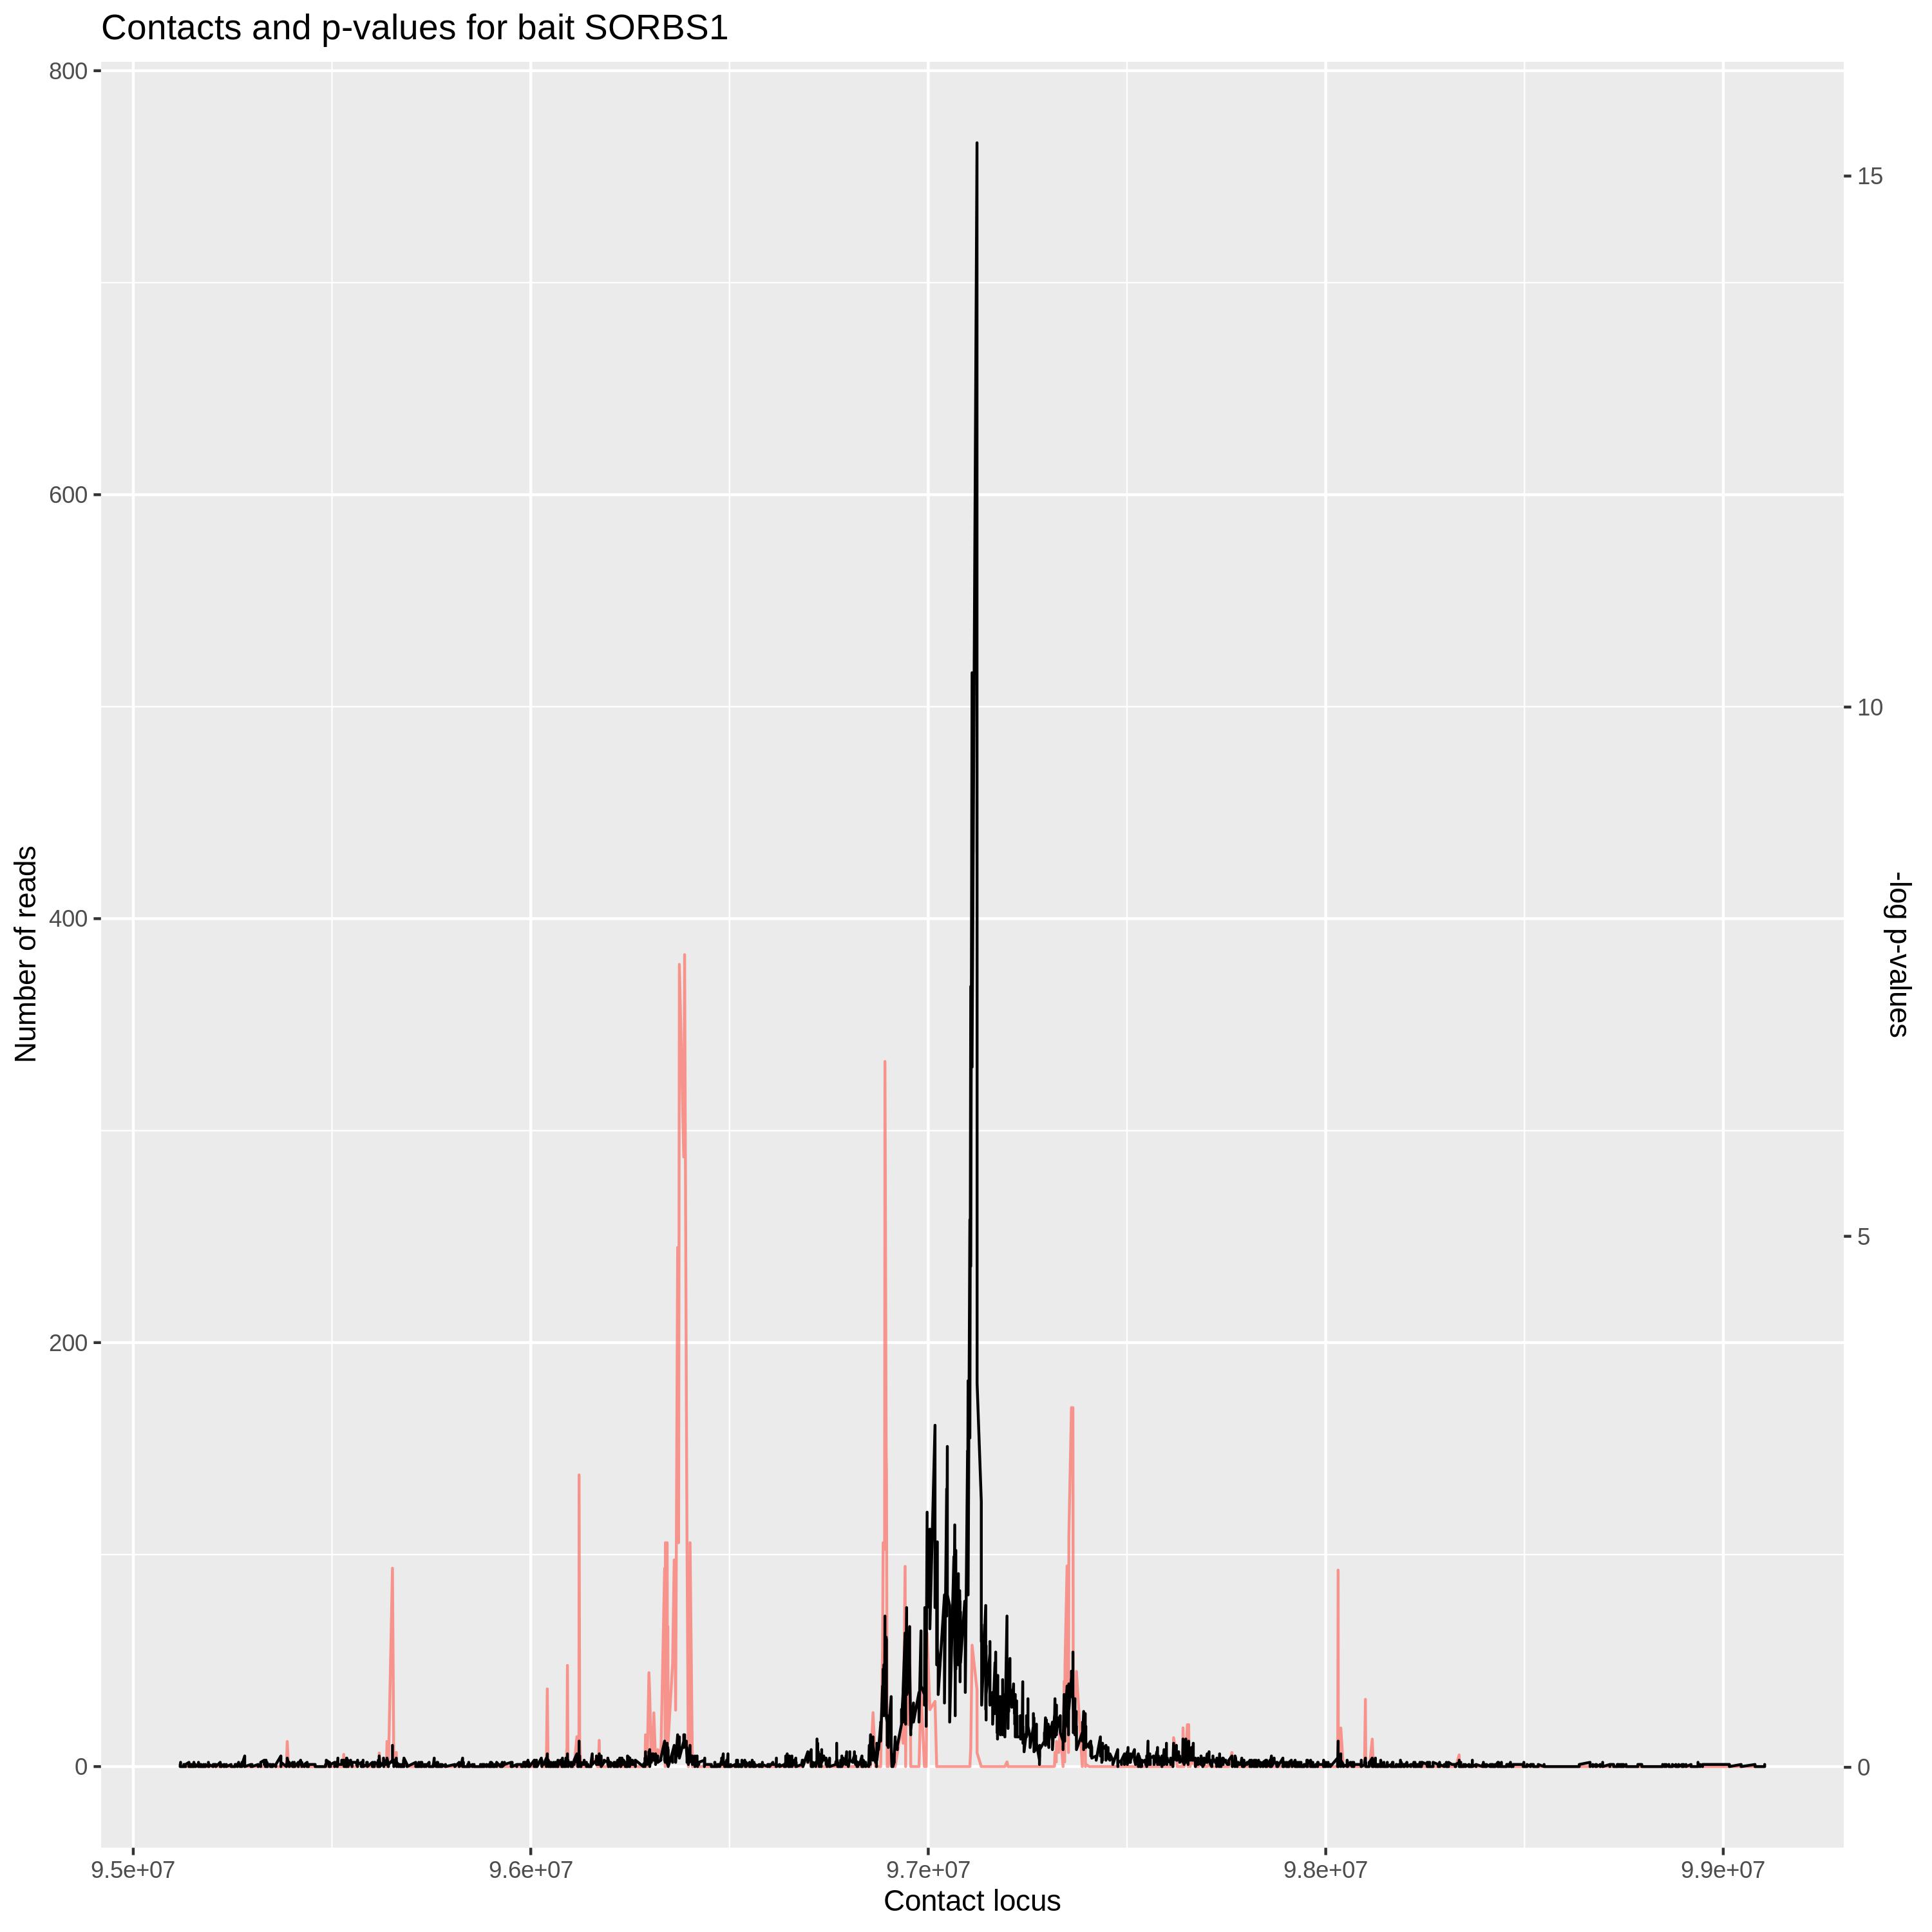 Contacts and p-values for bait SORBS1
800
600
400
200
0
Number of reads
15
10
5
0
-log p-values
9.5e+07
9.6e+07
9.7e+07
9.8e+07
9.9e+07
Contact locus